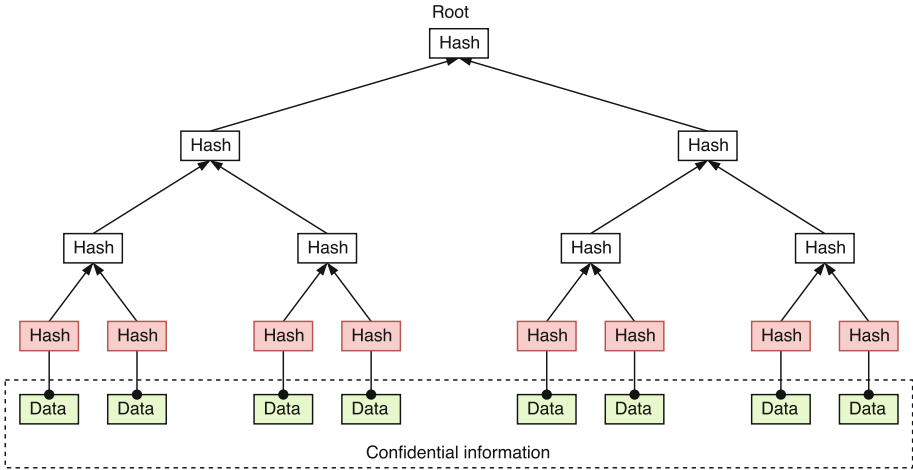 Root
Hash
Hash Hash
Hash Hash Hash Hash
Hash Hash Hash Hash Hash Hash Hash Hash
Data Data Data Data Data Data Data Data
Confidential information